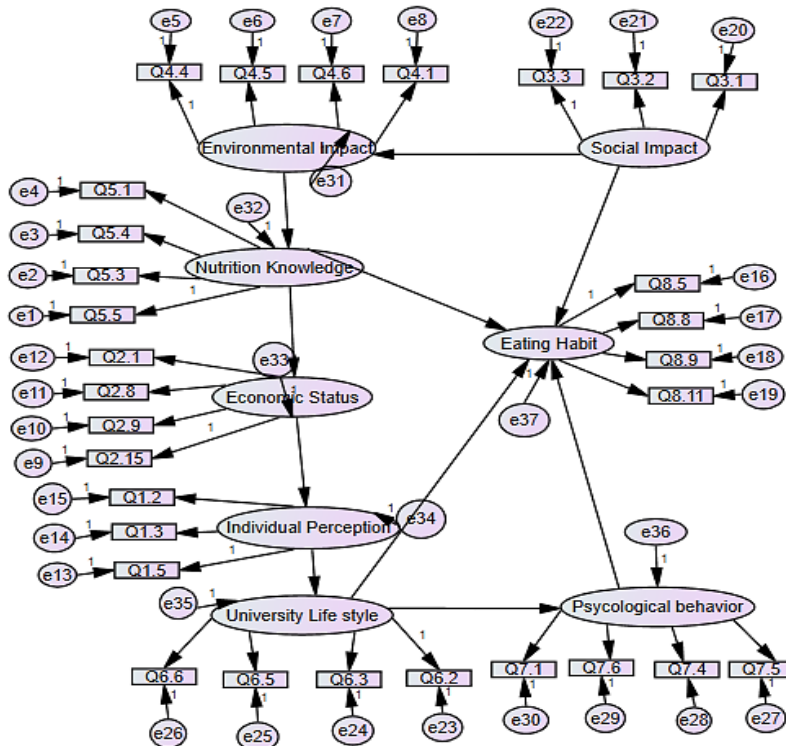 e5 e6 e7 e8 e22 e21 e20
1 1 1 1 1 1 1
Q4.4 Q4.5 Q4.6 Q4.1 Q3.3 Q3.2 Q3.1
1 1
Environmental Impact Social Impact
e31
e4 1 Q5.1
e32
1
e3 1 Q5.4
e2 1 Q5.3
Nutrition Knowledge
1
e1 1 Q5.5
1 Q8.5 1 e16
Q8.8 1 e17
Eating Habit
Q8.9 1 e18
Q8.11 1 e19
1
e37
e12 1 Q2.1
e33
e11 1 Q2.8
1
Economic Status
e10 1 Q2.9
1
e9 1 Q2.15
e15 1 Q1.2
e14 1 Q1.3
Individual Perception
1
e34
1
e13 1 Q1.5
e36
1
e35 1
University Life style Psycological behavior
1
Q6.6 Q6.5 Q6.3 Q6.2 Q7.1 Q7.6 Q7.4 Q7.5
1 1 1 1 1 1 1 1
e26 e25 e24 e23 e30 e29 e28 e27